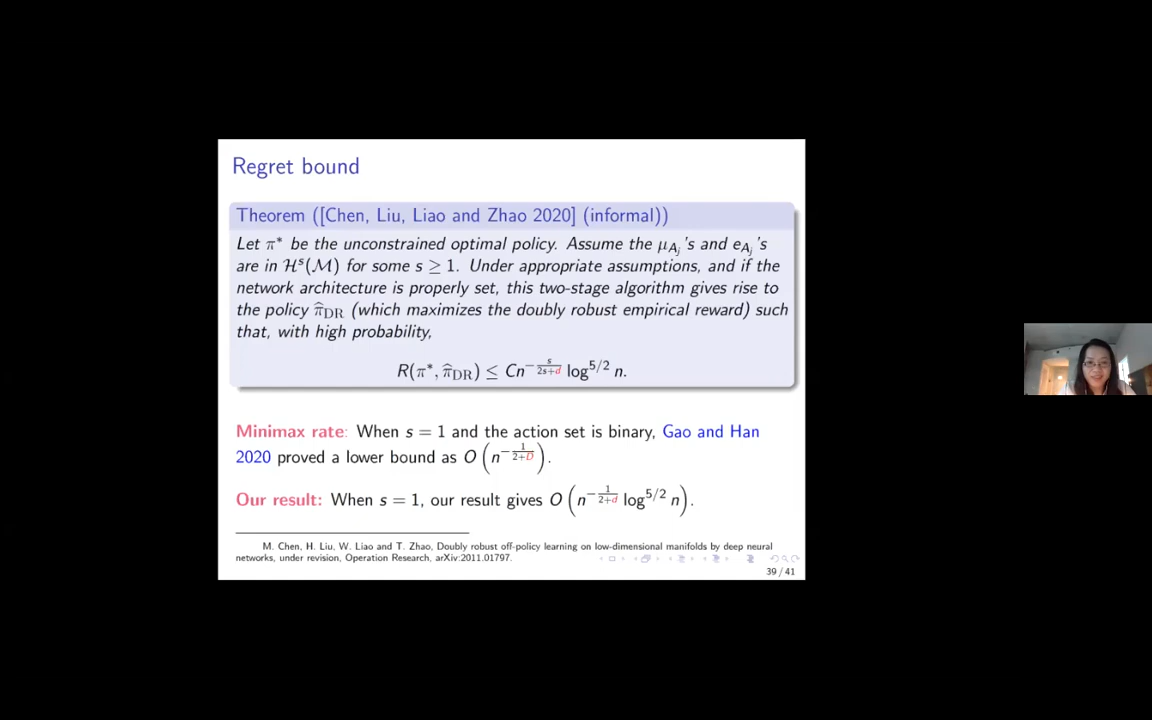 Regret bound
Theorem ([Chen, Liu, Liao and Zhao 2020] (informal))
Let π* be the unconstrained optimal policy. Assume the μ_{A_j}'s and e_{A_j}'s
are in ℋ^s(ℳ) for some s ≥ 1. Under appropriate assumptions, and if the
network architecture is properly set, this two-stage algorithm gives rise to
the policy π̂_DR (which maximizes the doubly robust empirical reward) such
that, with high probability,
R(π*, π̂_DR) ≤ Cn^{-s/(2s+d)} log^{5/2} n.
Minimax rate: When s = 1 and the action set is binary, Gao and Han
2020 proved a lower bound as O(n^{-1/(2+D)}).
Our result: When s = 1, our result gives O(n^{-1/(2+d)} log^{5/2} n).
M. Chen, H. Liu, W. Liao and T. Zhao, Doubly robust off-policy learning on low-dimensional manifolds by deep neural
networks, under revision, Operation Research, arXiv:2011.01797.
39 / 41